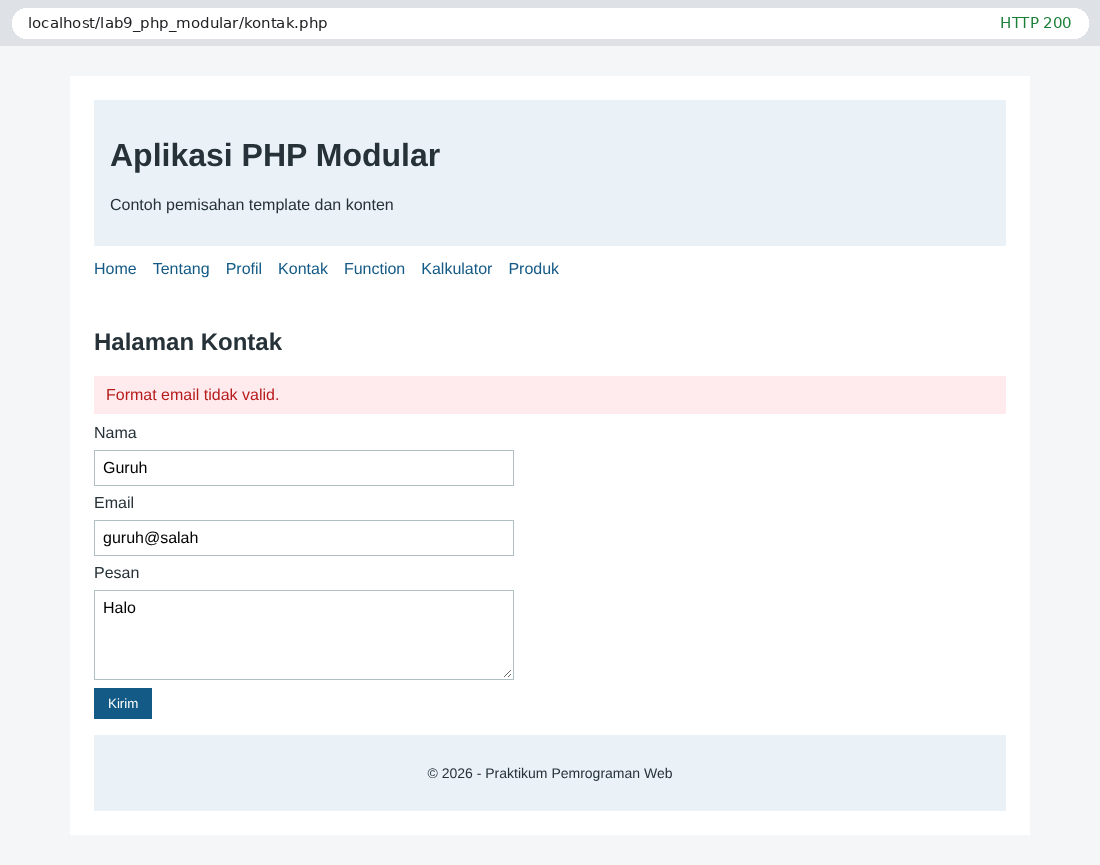 localhost/lab9_php_modular/kontak.php HTTP 200
Aplikasi PHP Modular
Contoh pemisahan template dan konten
Home Tentang Profil Kontak Function Kalkulator Produk
Halaman Kontak
Format email tidak valid.
Nama
Guruh
Email
guruh@salah
Pesan
Halo
Kirim
© 2026 - Praktikum Pemrograman Web